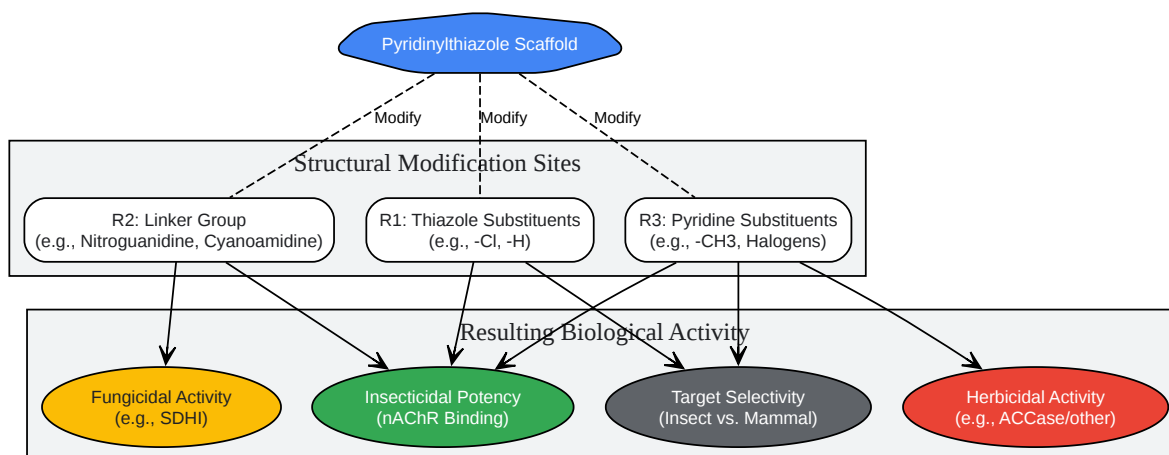 Pyridinylthiazole Scaffold
Modify
Modify
Modify
Structural Modification Sites
R2: Linker Group
(e.g., Nitroguanidine, Cyanoamidine)
R1: Thiazole Substituents
(e.g., -Cl, -H)
R3: Pyridine Substituents
(e.g., -CH3, Halogens)
Resulting Biological Activity
Fungicidal Activity
(e.g., SDHI)
Insecticidal Potency
(nAChR Binding)
Target Selectivity
(Insect vs. Mammal)
Herbicidal Activity
(e.g., ACCase/other)